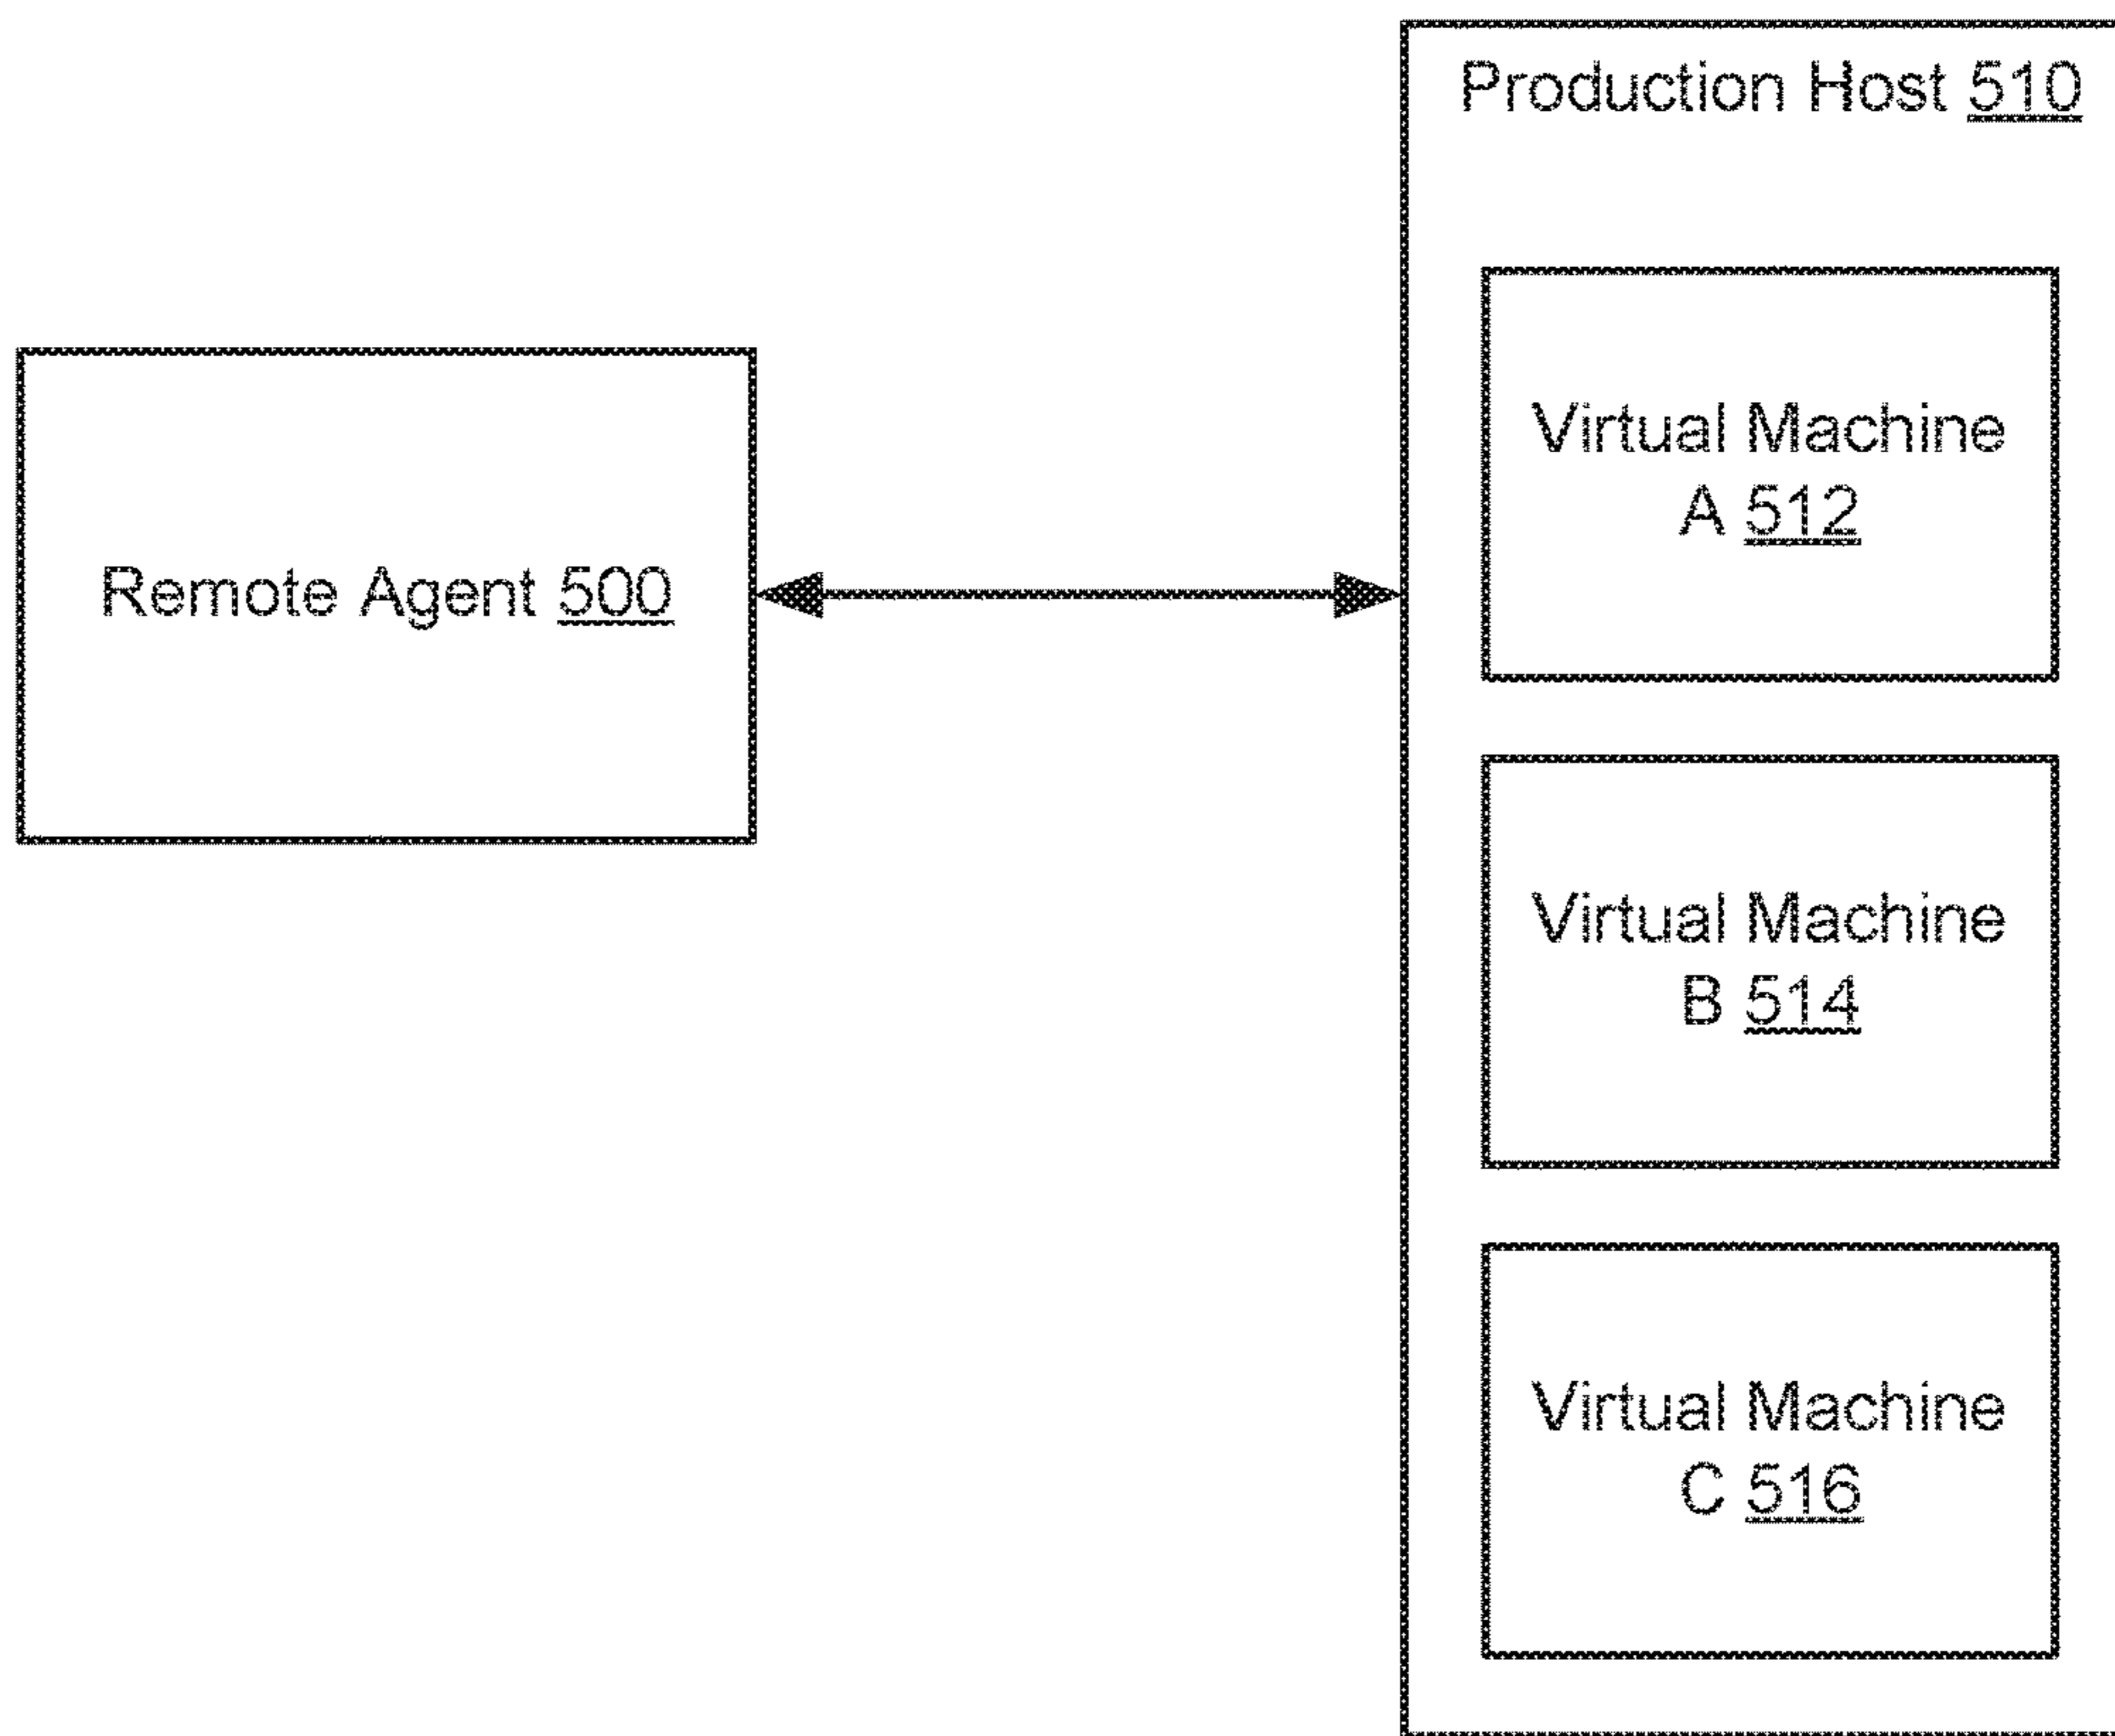 Production Host 510
Virtual Machine
A 512
Remote Agent 500
Virtual Machine
B 514
Virtual Machine
C 516